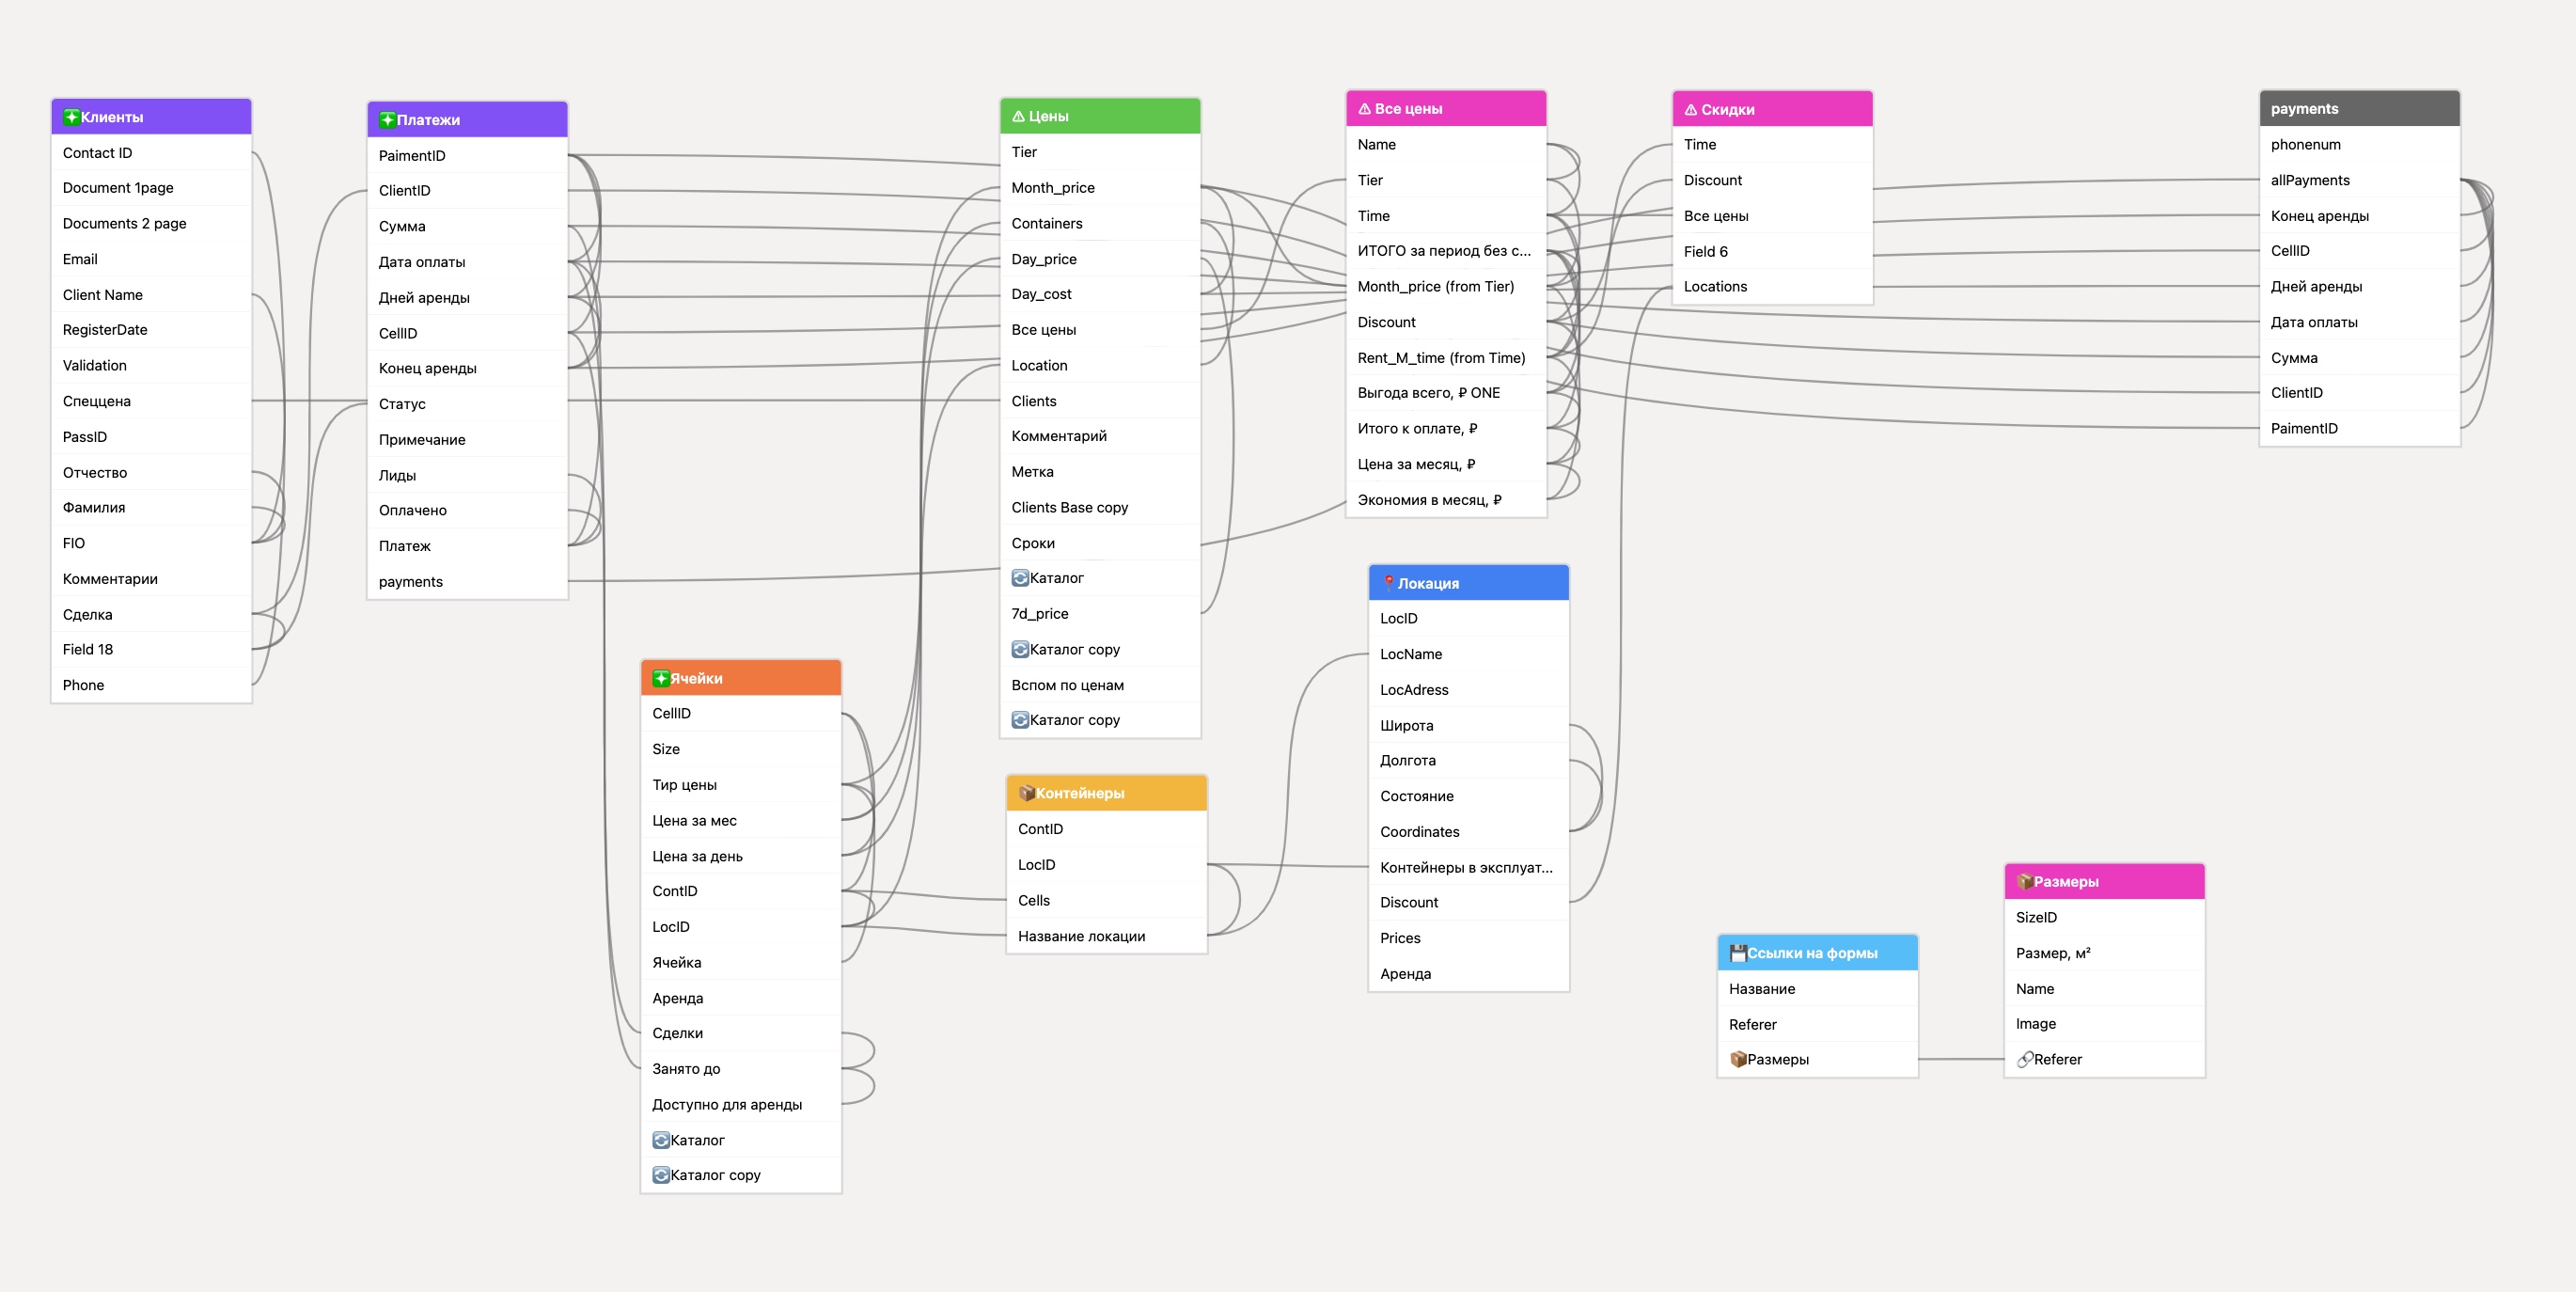 Клиенты
Contact ID
Document 1page
Documents 2 page
Email
Client Name
RegisterDate
Validation
Спеццена
PassID
Отчество
Фамилия
FIO
Комментарии
Сделка
Field 18
Phone
Платежи
PaimentID
ClientID
Сумма
Дата оплаты
Дней аренды
CellID
Конец аренды
Статус
Примечание
Лиды
Оплачено
Платеж
payments
Ячейки
CellID
Size
Тир цены
Цена за мес
Цена за день
ContID
LocID
Ячейка
Аренда
Сделки
Занято до
Доступно для аренды
🔄Каталог
🔄Каталог copy
⚠ Цены
Tier
Month_price
Containers
Day_price
Day_cost
Все цены
Location
Clients
Комментарий
Метка
Clients Base copy
Сроки
🔄Каталог
7d_price
🔄Каталог copy
Вспом по ценам
🔄Каталог copy
📦Контейнеры
ContID
LocID
Cells
Название локации
⚠ Все цены
Name
Tier
Time
ИТОГО за период без с...
Month_price (from Tier)
Discount
Rent_M_time (from Time)
Выгода всего, ₽ ONE
Итого к оплате, ₽
Цена за месяц, ₽
Экономия в месяц, ₽
📍Локация
LocID
LocName
LocAdress
Широта
Долгота
Состояние
Coordinates
Контейнеры в эксплуат...
Discount
Prices
Аренда
⚠ Скидки
Time
Discount
Все цены
Field 6
Locations
💾Ссылки на формы
Название
Referer
📦Размеры
📦Размеры
SizeID
Размер, м²
Name
Image
🔗Referer
payments
phonenum
allPayments
Конец аренды
CellID
Дней аренды
Дата оплаты
Сумма
ClientID
PaimentID